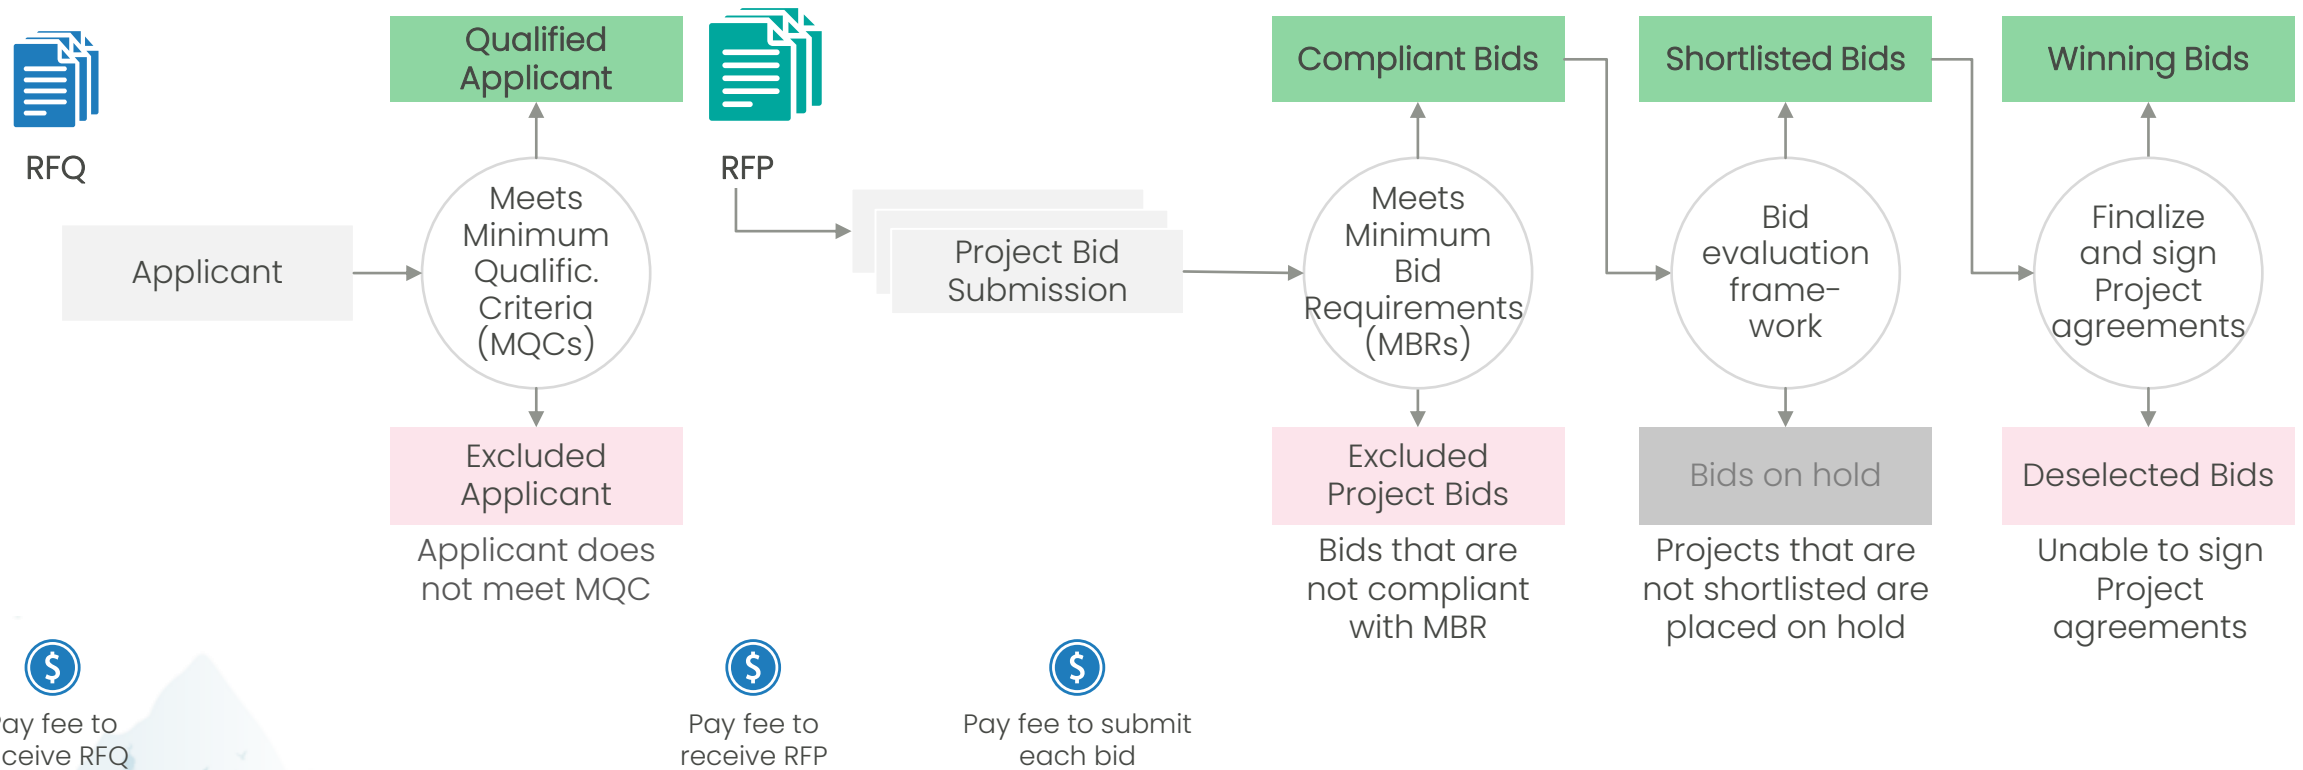 RFQ
Applicant
Qualified
Applicant
Meets
Minimum
Qualific.
Criteria
(MQCs)
Excluded
Applicant
Applicant does
not meet MQC
RFP
Project Bid
Submission
Compliant Bids
Meets
Minimum
Bid
Requirements
(MBRs)
Excluded
Project Bids
Bids that are
not compliant
with MBR
Shortlisted Bids
Bid
evaluation
frame-
work
Bids on hold
Projects that are
not shortlisted are
placed on hold
Winning Bids
Finalize
and sign
Project
agreements
Deselected Bids
Unable to sign
Project
agreements
$
ay fee to
ceive RFQ
$
Pay fee to
receive RFP
$
Pay fee to submit
each bid